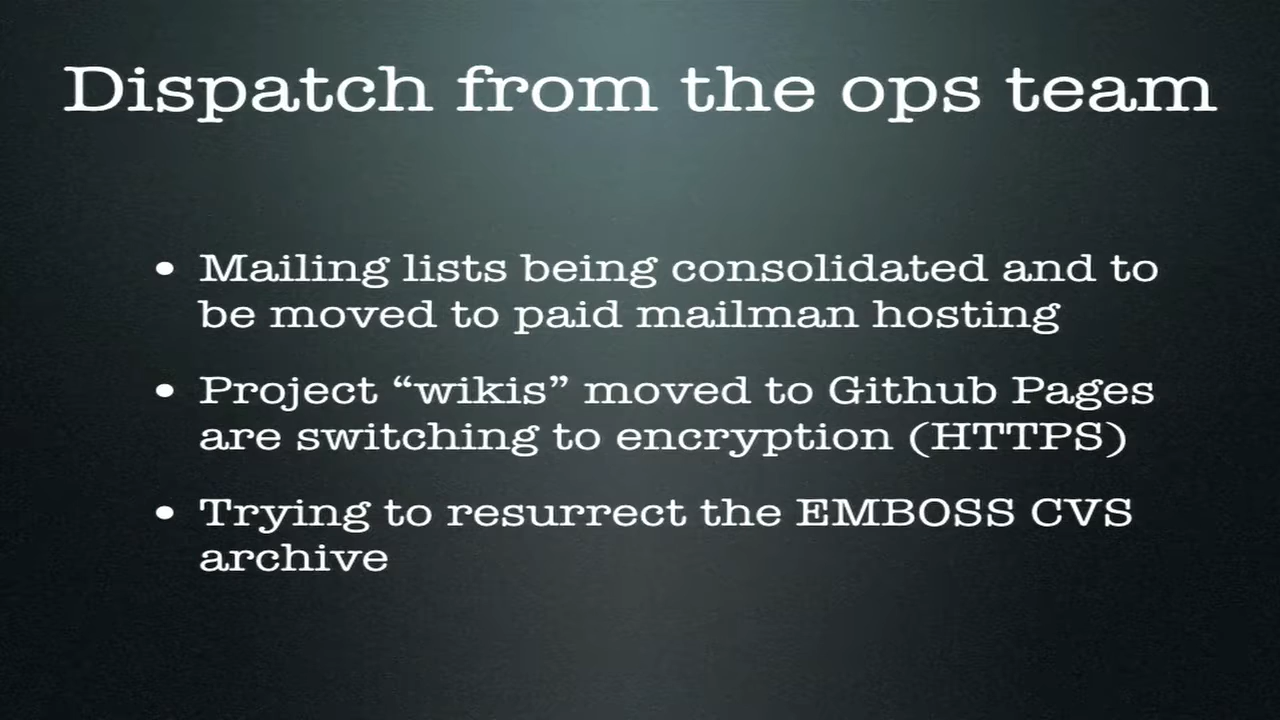 Dispatch from the ops team
• Mailing lists being consolidated and to
be moved to paid mailman hosting
• Project “wikis” moved to Github Pages
are switching to encryption (HTTPS)
• Trying to resurrect the EMBOSS CVS
archive